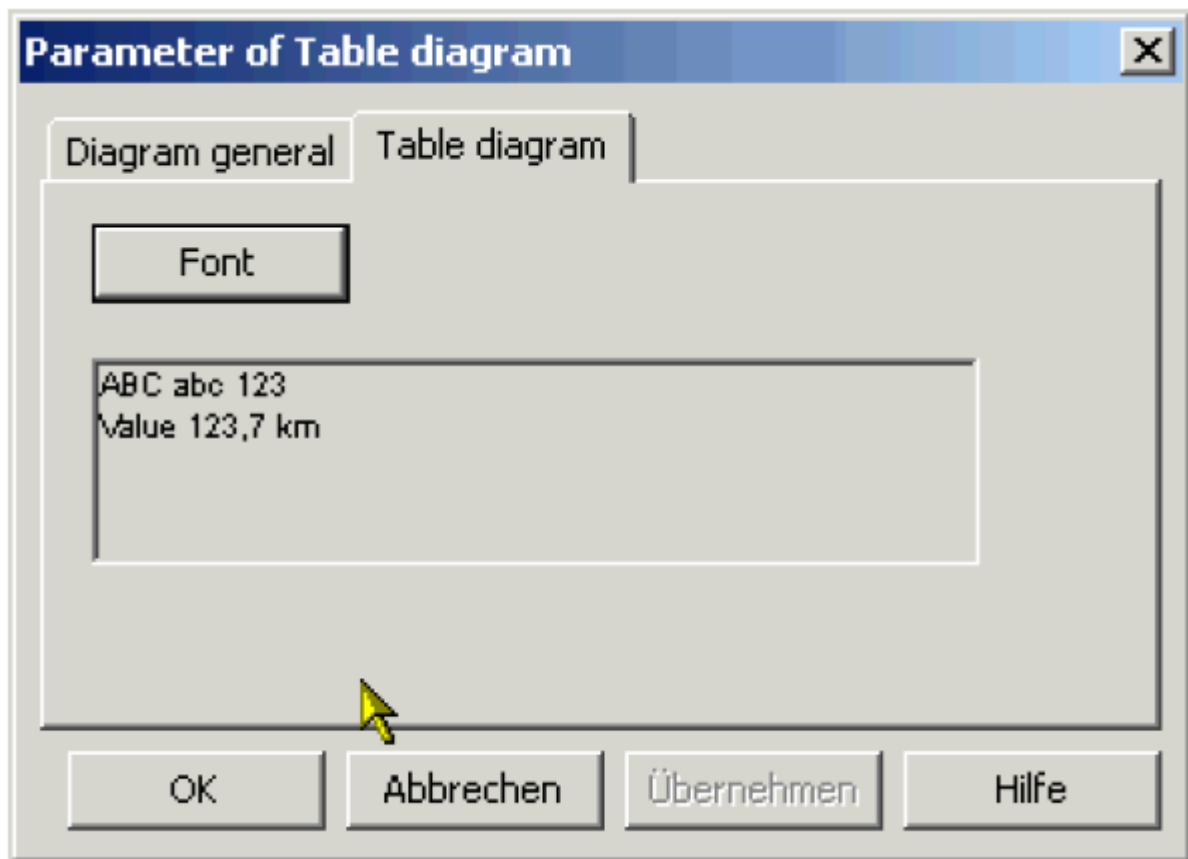 Parameter of Table diagram
Diagram general Table diagram
Font
ABC abc 123
Value 123,7 km
OK Abbrechen Übernehmen Hilfe